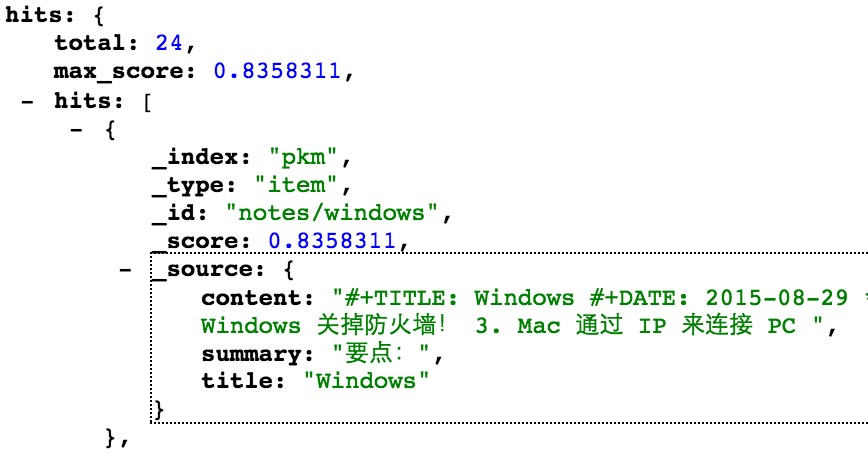 hits: {
total: 24,
max_score: 0.8358311,
- hits: [
- {
_index: "pkm",
_type: "item",
_id: "notes/windows",
_score: 0.8358311,
- _source: {
content: "#+TITLE: Windows #+DATE: 2015-08-29
Windows 关掉防火墙！ 3. Mac 通过 IP 来连接 PC ",
summary: "要点：",
title: "Windows"
}
},